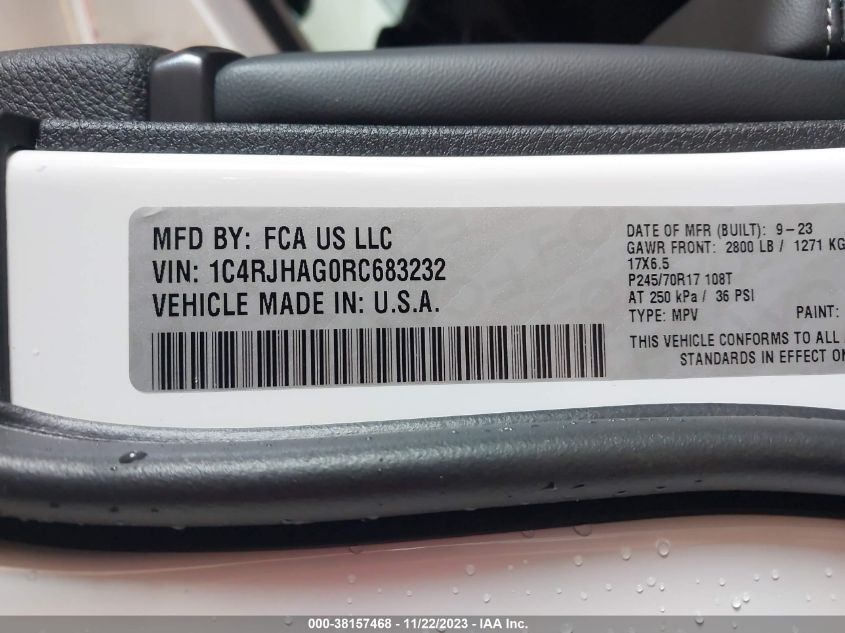 MFD BY: FCA US LLC
VIN: 1C4RJHAG0RC683232
VEHICLE MADE IN: U.S.A.
DATE OF MFR (BUILT): 9-23
GAWR FRONT: 2800 LB / 1271 KG
17X6.5
P245/70R17 108T
AT 250 kPa / 36 PSI
TYPE: MPV PAINT:
THIS VEHICLE CONFORMS TO ALL
STANDARDS IN EFFECT ON
000-38157468 - 11/22/2023 - IAA Inc.